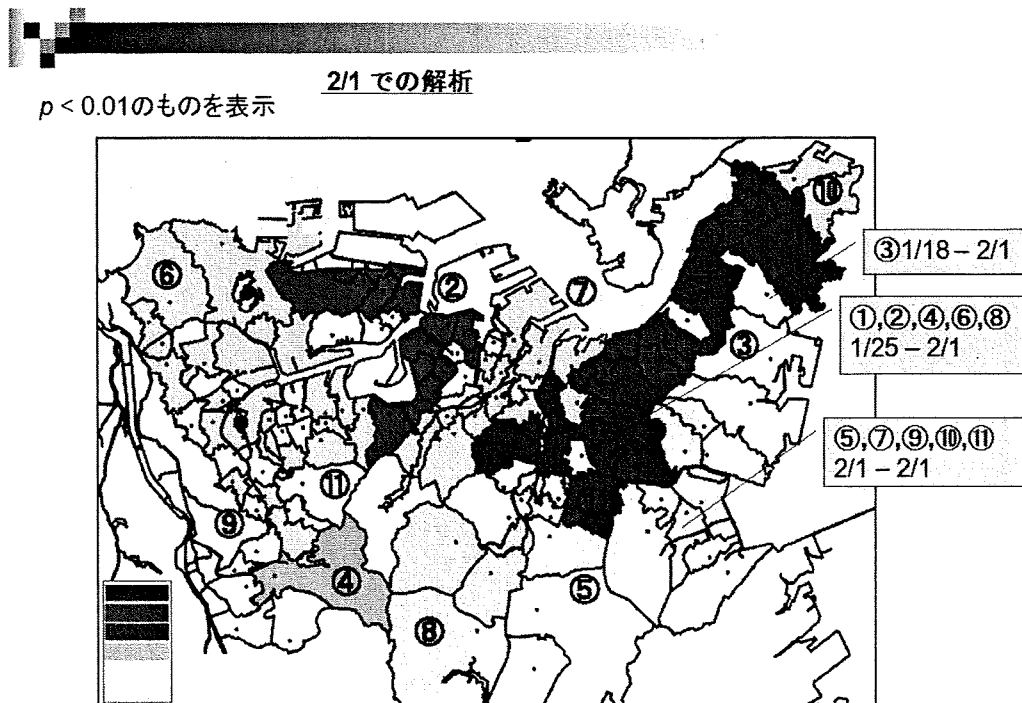 2/1 での解析
p < 0.01のものを表示
⑩
③1/18 – 2/1
⑥
②
⑦
①,②,④,⑥,⑧
1/25 – 2/1
③
⑤,⑦,⑨,⑩,⑪
2/1 – 2/1
⑪
⑨
④
⑤
⑧